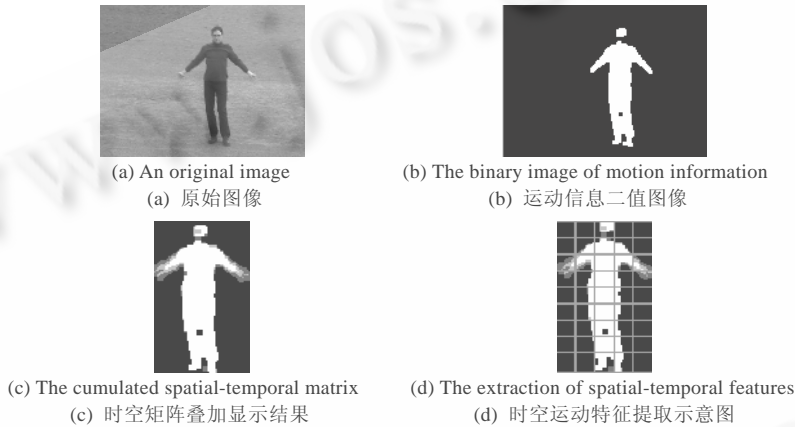 (a) An original image
(b) The binary image of motion information
(a) 原始图像
(b) 运动信息二值图像
(c) The cumulated spatial-temporal matrix
(d) The extraction of spatial-temporal features
(c) 时空矩阵叠加显示结果
(d) 时空运动特征提取示意图